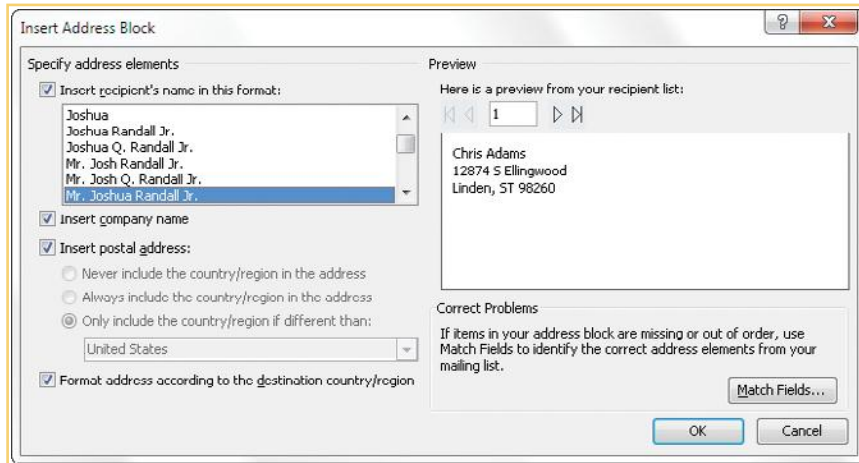 Insert Address Block
Specify address elements
Insert recipient's name in this format:
Joshua
Joshua Randall Jr.
Joshua Q. Randall Jr.
Mr. Josh Randall Jr.
Mr. Josh Q. Randall Jr.
Mr. Joshua Randall Jr.
Insert company name
Insert postal address:
Never include the country/region in the address
Always include the country/region in the address
Only include the country/region if different than:
United States
Format address according to the destination country/region
Preview
Here is a preview from your recipient list:
1
Chris Adams
12874 S Ellingwood
Linden, ST 98260
Correct Problems
If items in your address block are missing or out of order, use
Match Fields to identify the correct address elements from your
mailing list.
Match Fields...
OK
Cancel